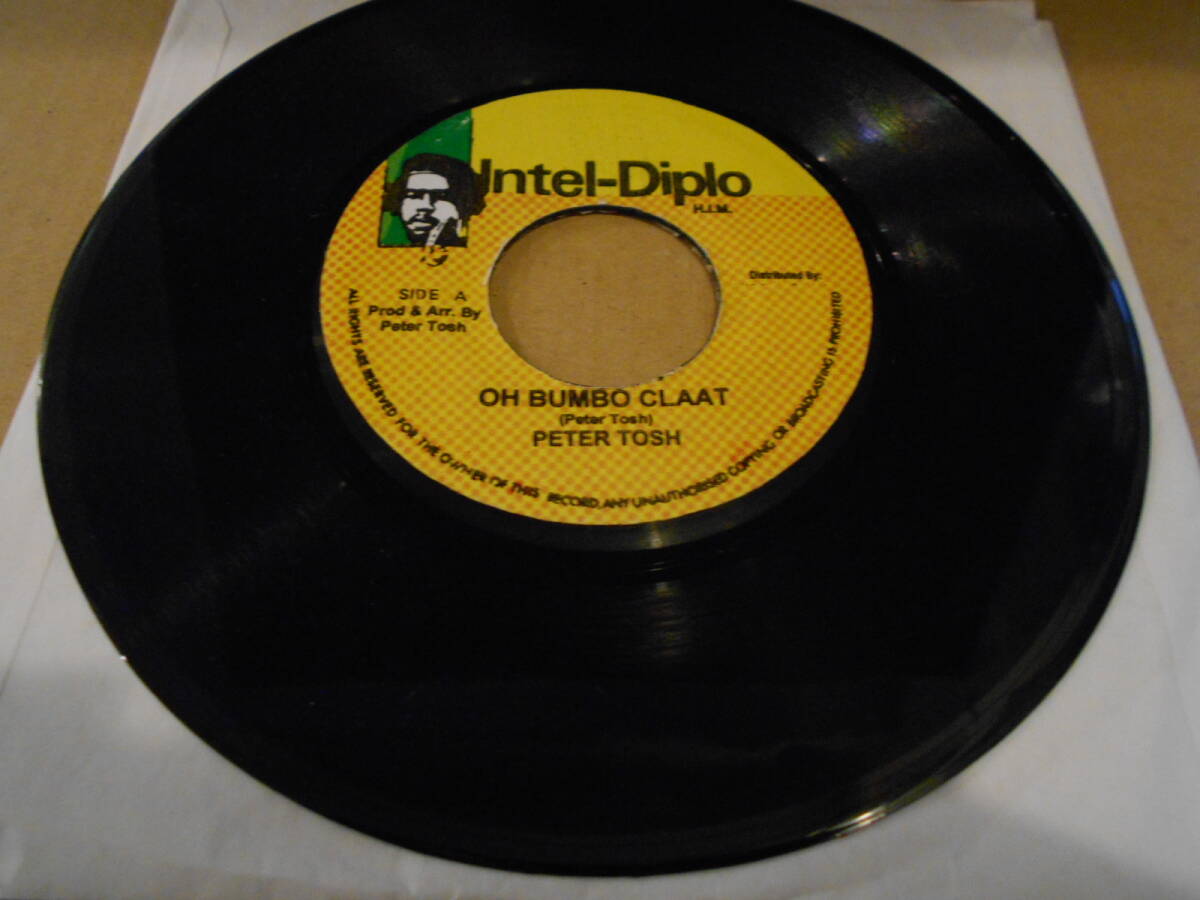 Intel-Diplo
H.I.M.
Distributed By:
SIDE A
Prod & Arr. By
Peter Tosh
OH BUMBO CLAAT
(Peter Tosh)
PETER TOSH
ALL RIGHTS ARE RESERVED FOR THE OWNER OF THIS RECORD, ANY UNAUTHORISED COPYING OR BROADCASTING IS PROHIBITED